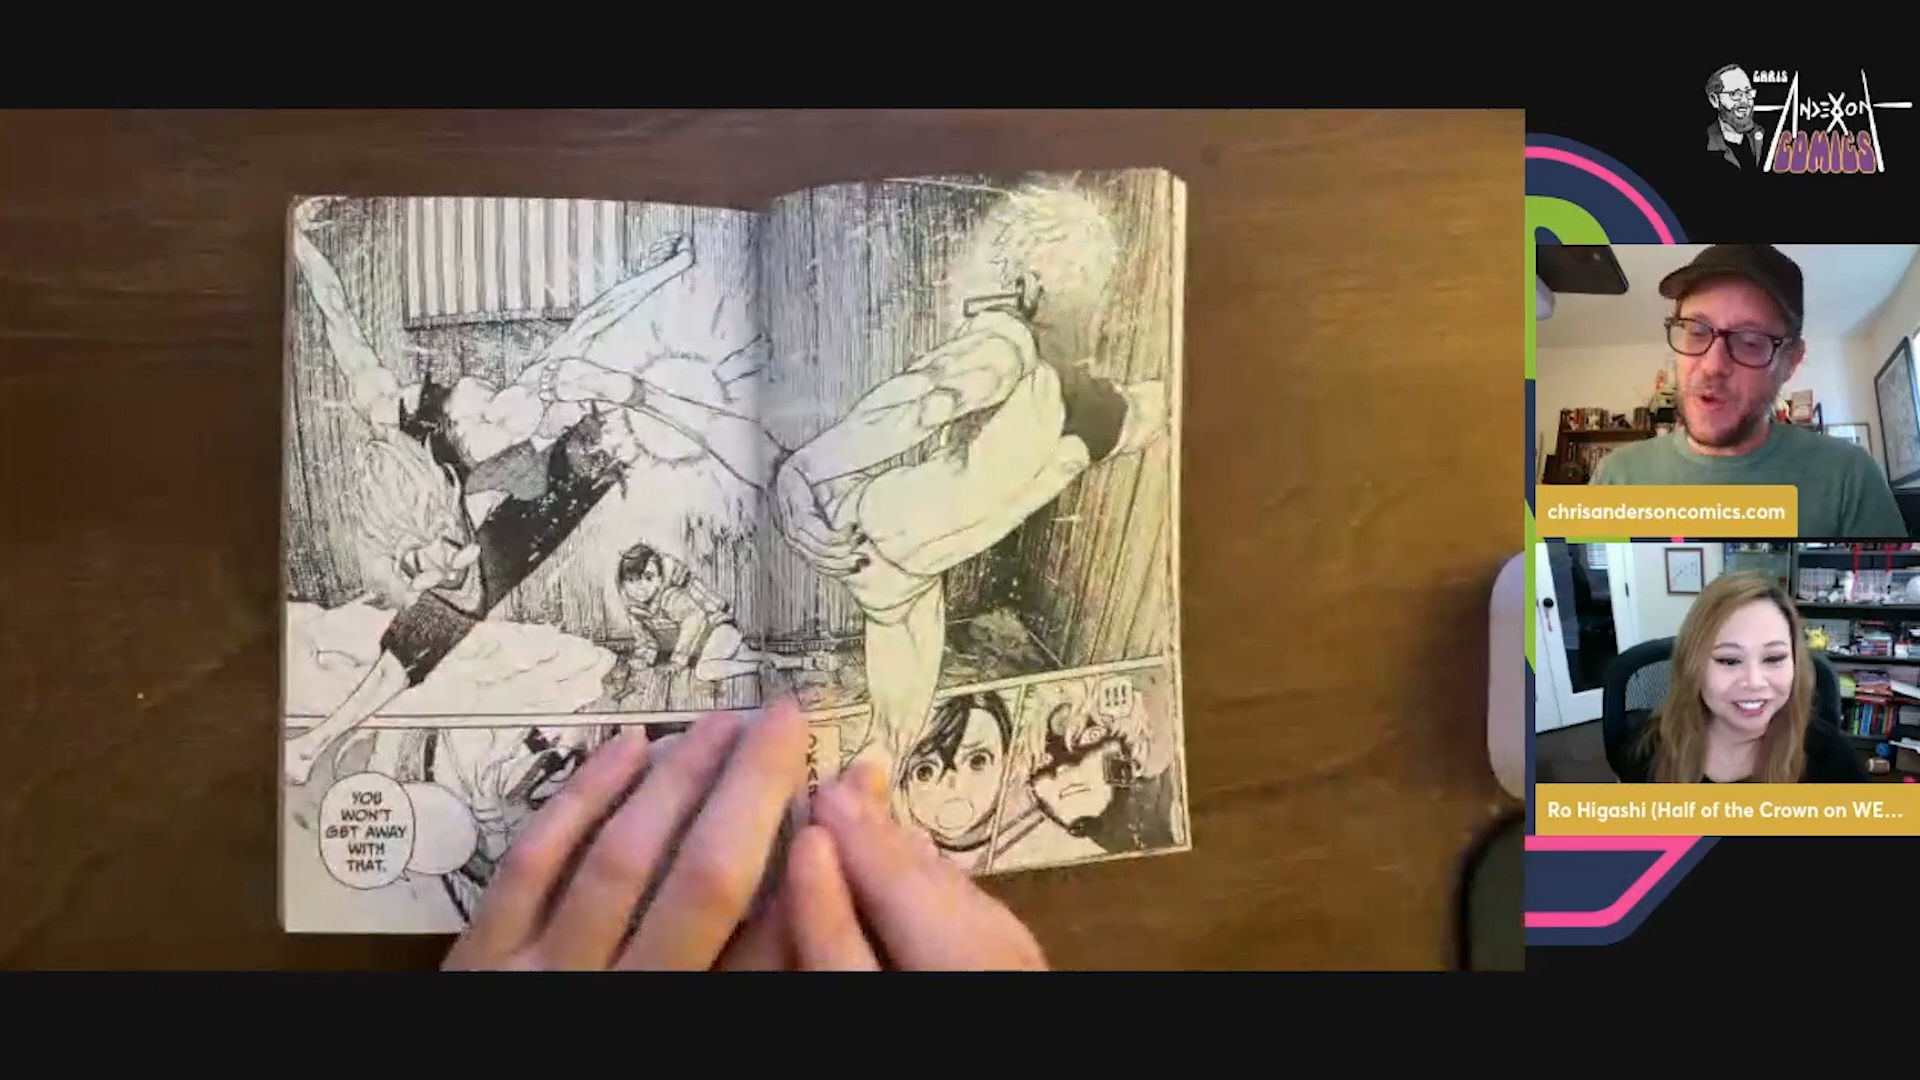 CHRIS
ANDERSON
COMICS
chrisandersoncomics.com
Ro Higashi (Half of the Crown on WE...
YOU
WON'T
GET AWAY
WITH
THAT.
!!!